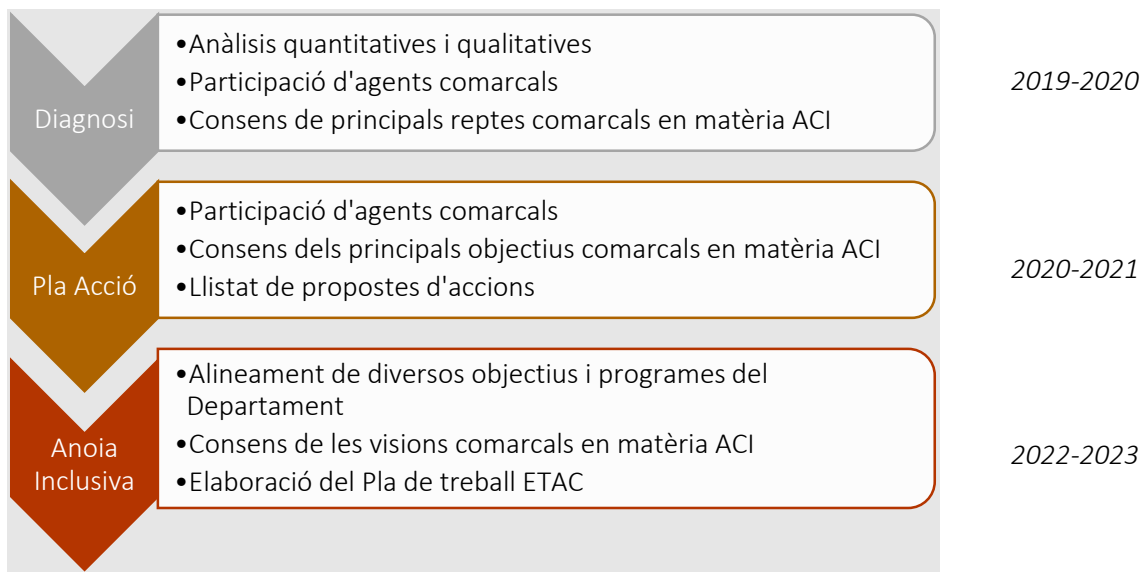 Diagnosi
•Anàlisis quantitatives i qualitatives
•Participació d'agents comarcals
•Consens de principals reptes comarcals en matèria ACI
2019-2020
Pla Acció
•Participació d'agents comarcals
•Consens dels principals objectius comarcals en matèria ACI
•Llistat de propostes d'accions
2020-2021
Anoia
Inclusiva
•Alineament de diversos objectius i programes del
Departament
•Consens de les visions comarcals en matèria ACI
•Elaboració del Pla de treball ETAC
2022-2023